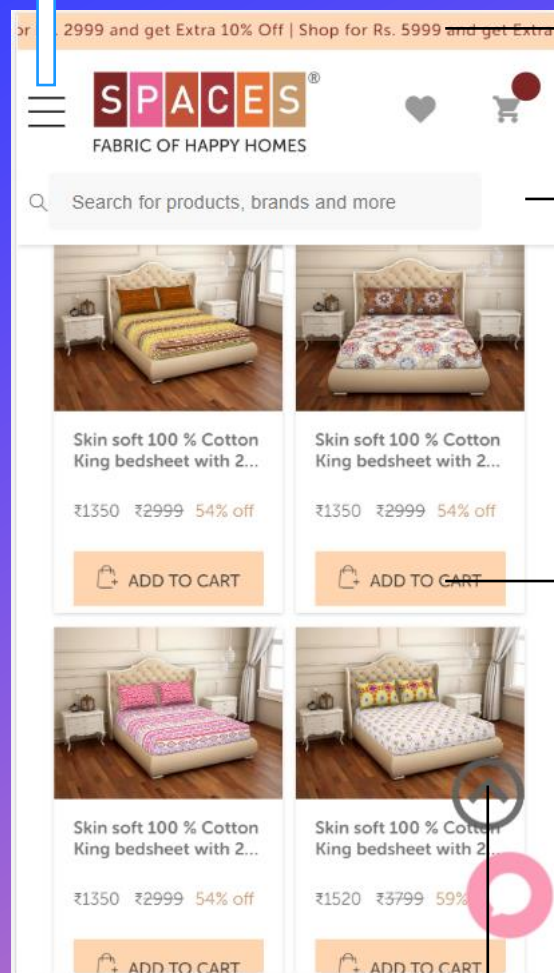 or . 2999 and get Extra 10% Off | Shop for Rs. 5999 and get Extra
SPACES®
FABRIC OF HAPPY HOMES
Search for products, brands and more
Skin soft 100 % Cotton King bedsheet with 2...
₹1350 ₹2999 54% off
ADD TO CART
Skin soft 100 % Cotton King bedsheet with 2...
₹1350 ₹2999 54% off
ADD TO CART
Skin soft 100 % Cotton King bedsheet with 2...
₹1350 ₹2999 54% off
ADD TO CART
Skin soft 100 % Cotton King bedsheet with 2...
₹1520 ₹3799 59%
ADD TO CART